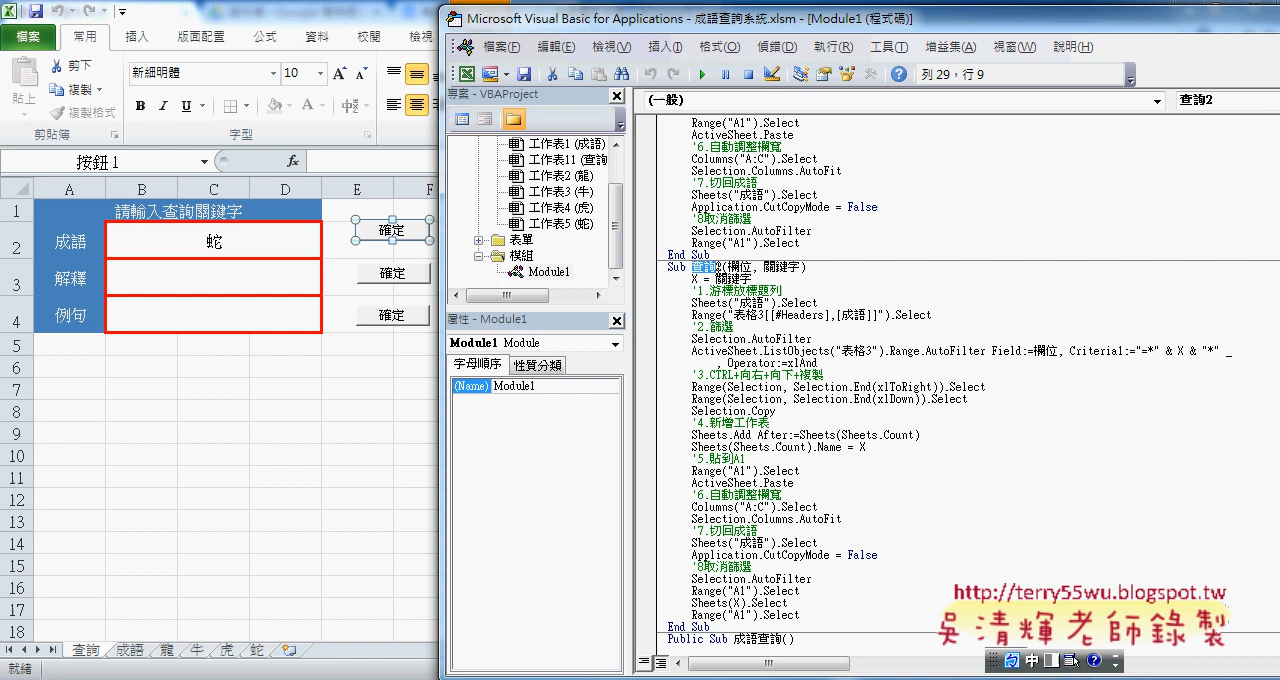 Microsoft Visual Basic for Applications - 成語查詢系統.xlsm - [Module1 (程式碼)]
檔案 常用 插入 版面配置 公式 資料 校閱 檢視
檔案(F) 編輯(E) 檢視(V) 插入(I) 格式(O) 偵錯(D) 執行(R) 工具(T) 增益集(A) 視窗(W) 說明(H)
剪下
複製
複製格式
貼上
剪貼簿
新細明體 10
B I U
字型
列 29，行 9
專案 - VBAProject
(一般) 查詢2
按鈕 1 fx
工作表1 (成語)
工作表11 (查詢
工作表2 (龍)
工作表3 (牛)
工作表4 (虎)
工作表5 (蛇)
表單
模組
Module1
屬性 - Module1
Module1 Module
字母順序 性質分類
(Name) Module1
A B C D E F
1 請輸入查詢關鍵字
2 成語 蛇 確定
3 解釋 確定
4 例句 確定
5
6
7
8
9
10
11
12
13
14
15
16
17
18
查詢 成語 龍 牛 虎 蛇
就緒
Range("A1").Select
ActiveSheet.Paste
'6.自動調整欄寬
Columns("A:C").Select
Selection.Columns.AutoFit
'7.切回成語
Sheets("成語").Select
Application.CutCopyMode = False
'8取消篩選
Selection.AutoFilter
Range("A1").Select
End Sub
Sub 查詢2(欄位, 關鍵字)
X = 關鍵字
'1.游標放標題列
Sheets("成語").Select
Range("表格3[[#Headers],[成語]]").Select
'2.篩選
Selection.AutoFilter
ActiveSheet.ListObjects("表格3").Range.AutoFilter Field:=欄位, Criteria1:="=*" & X & "*" _
, Operator:=xlAnd
'3.CTRL+向右+向下+複製
Range(Selection, Selection.End(xlToRight)).Select
Range(Selection, Selection.End(xlDown)).Select
Selection.Copy
'4.新增工作表
Sheets.Add After:=Sheets(Sheets.Count)
Sheets(Sheets.Count).Name = X
'5.貼到A1
Range("A1").Select
ActiveSheet.Paste
'6.自動調整欄寬
Columns("A:C").Select
Selection.Columns.AutoFit
'7.切回成語
Sheets("成語").Select
Application.CutCopyMode = False
'8取消篩選
Selection.AutoFilter
Range("A1").Select
Sheets(X).Select
Range("A1").Select
End Sub
Public Sub 成語查詢()
http://terry55wu.blogspot.tw
吳清輝老師錄製
中